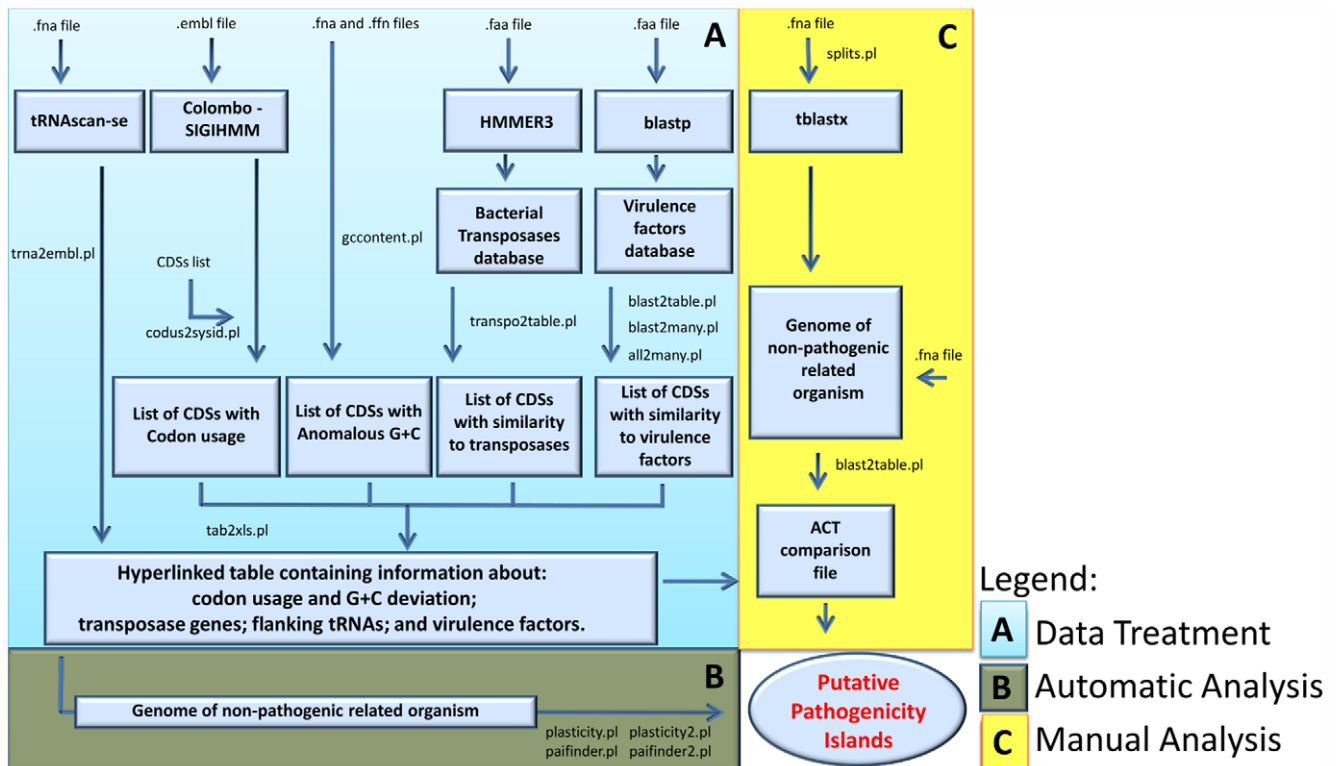 .fna file
.embl file
.fna and .ffn files
.faa file
.faa file
A
tRNAscan-se
Colombo -
SIGIHMM
HMMER3
blastp
Bacterial
Transposases
database
Virulence
factors
database
trna2embl.pl
CDSs list
codus2sysid.pl
gccontent.pl
transpo2table.pl
blast2table.pl
blast2many.pl
all2many.pl
List of CDSs with
Codon usage
List of CDSs with
Anomalous G+C
List of CDSs
with similarity
to transposases
List of CDSs
with similarity
to virulence
factors
tab2xls.pl
Hyperlinked table containing information about:
codon usage and G+C deviation;
transposase genes; flanking tRNAs; and virulence factors.
.fna file
C
splits.pl
tblastx
Genome of
non-pathogenic
related
organism
.fna file
blast2table.pl
ACT
comparison
file
B
Genome of non-pathogenic related organism
plasticity.pl plasticity2.pl
paifinder.pl paifinder2.pl
Putative
Pathogenicity
Islands
Legend:
A Data Treatment
B Automatic Analysis
C Manual Analysis